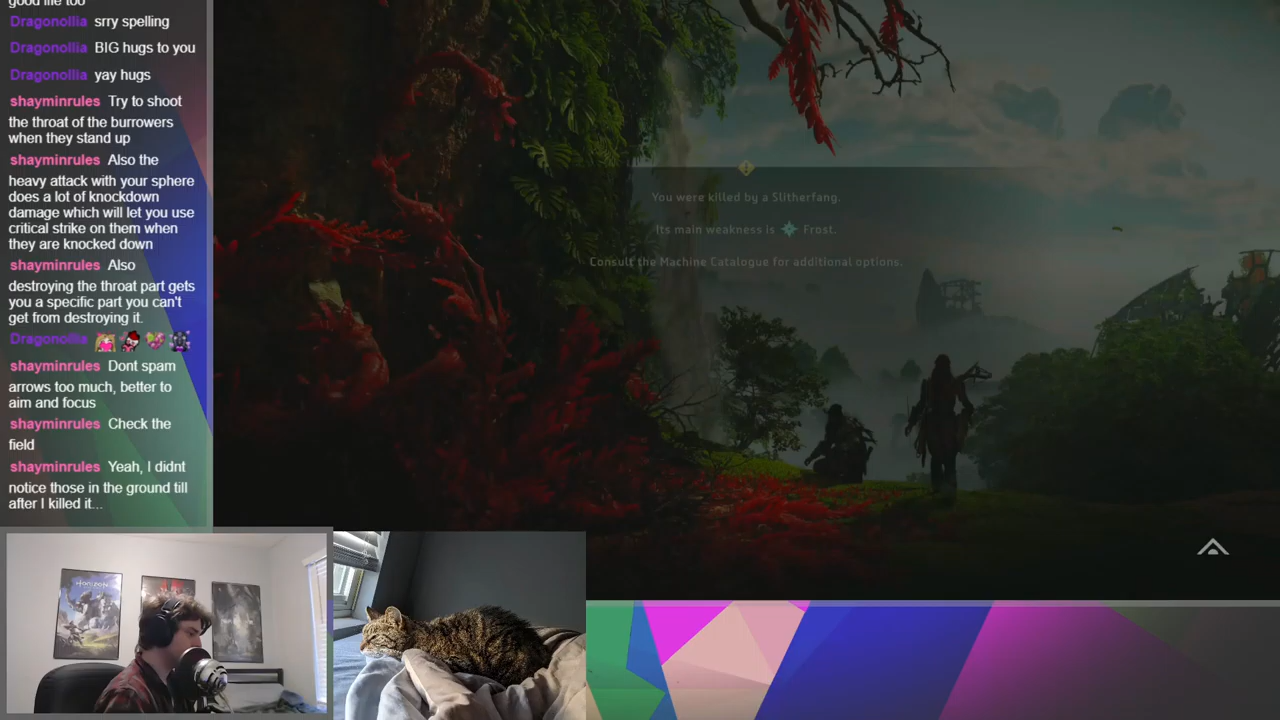 good life too
Dragonollia srry spelling
Dragonollia BIG hugs to you
Dragonollia yay hugs
shayminrules Try to shoot
the throat of the burrowers
when they stand up
shayminrules Also the
heavy attack with your sphere
does a lot of knockdown
damage which will let you use
critical strike on them when
they are knocked down
shayminrules Also
destroying the throat part gets
you a specific part you can't
get from destroying it.
Dragonollia
shayminrules Dont spam
arrows too much, better to
aim and focus
shayminrules Check the
field
shayminrules Yeah, I didnt
notice those in the ground till
after I killed it...
You were killed by a Slitherfang.
Its main weakness is Frost.
Consult the Machine Catalogue for additional options.
HORIZON